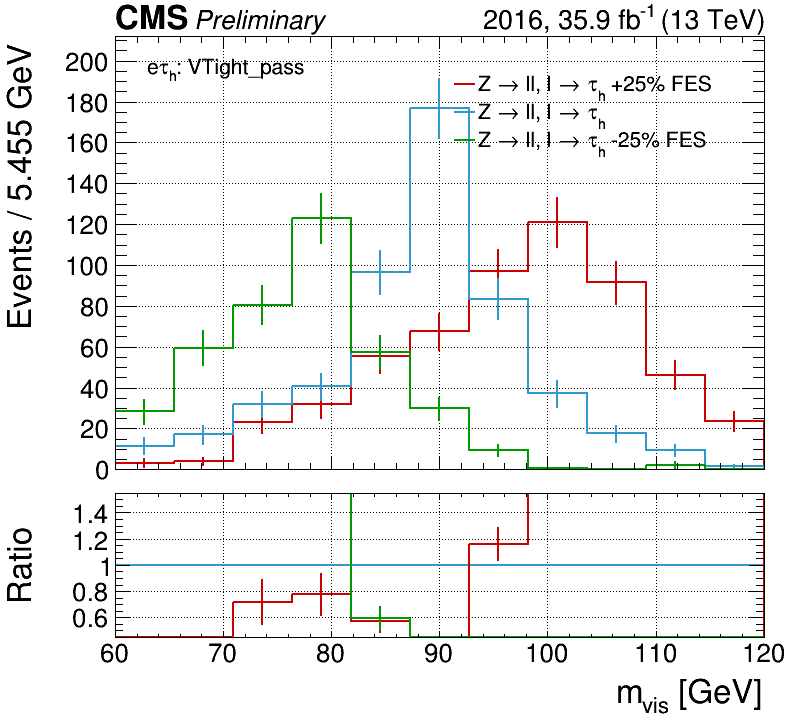 CMS Preliminary 2016, 35.9 fb⁻¹ (13 TeV)
eτh: VTight_pass
Z → ll, l → τh +25% FES
Z → ll, l → τh
Z → ll, l → τh -25% FES
Events / 5.455 GeV
200
180
160
140
120
100
80
60
40
20
0
Ratio
1.4
1.2
1
0.8
0.6
60 70 80 90 100 110 120
mvis [GeV]